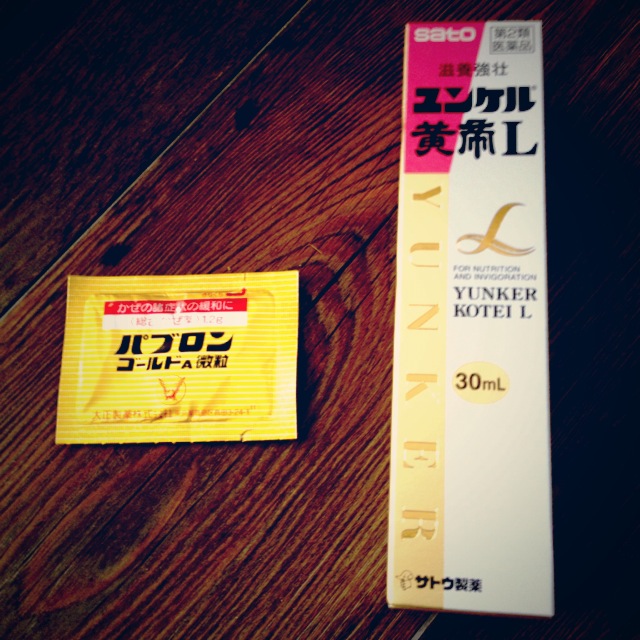 かぜの諸症状の緩和に
パブロン
ゴールドA 微粒
sato
第2類
医薬品
滋養強壮
ユンケル
黄帝L
YUNKER
FOR NUTRITION
AND INVIGORATION
YUNKER
KOTEI L
30mL
サトウ製薬